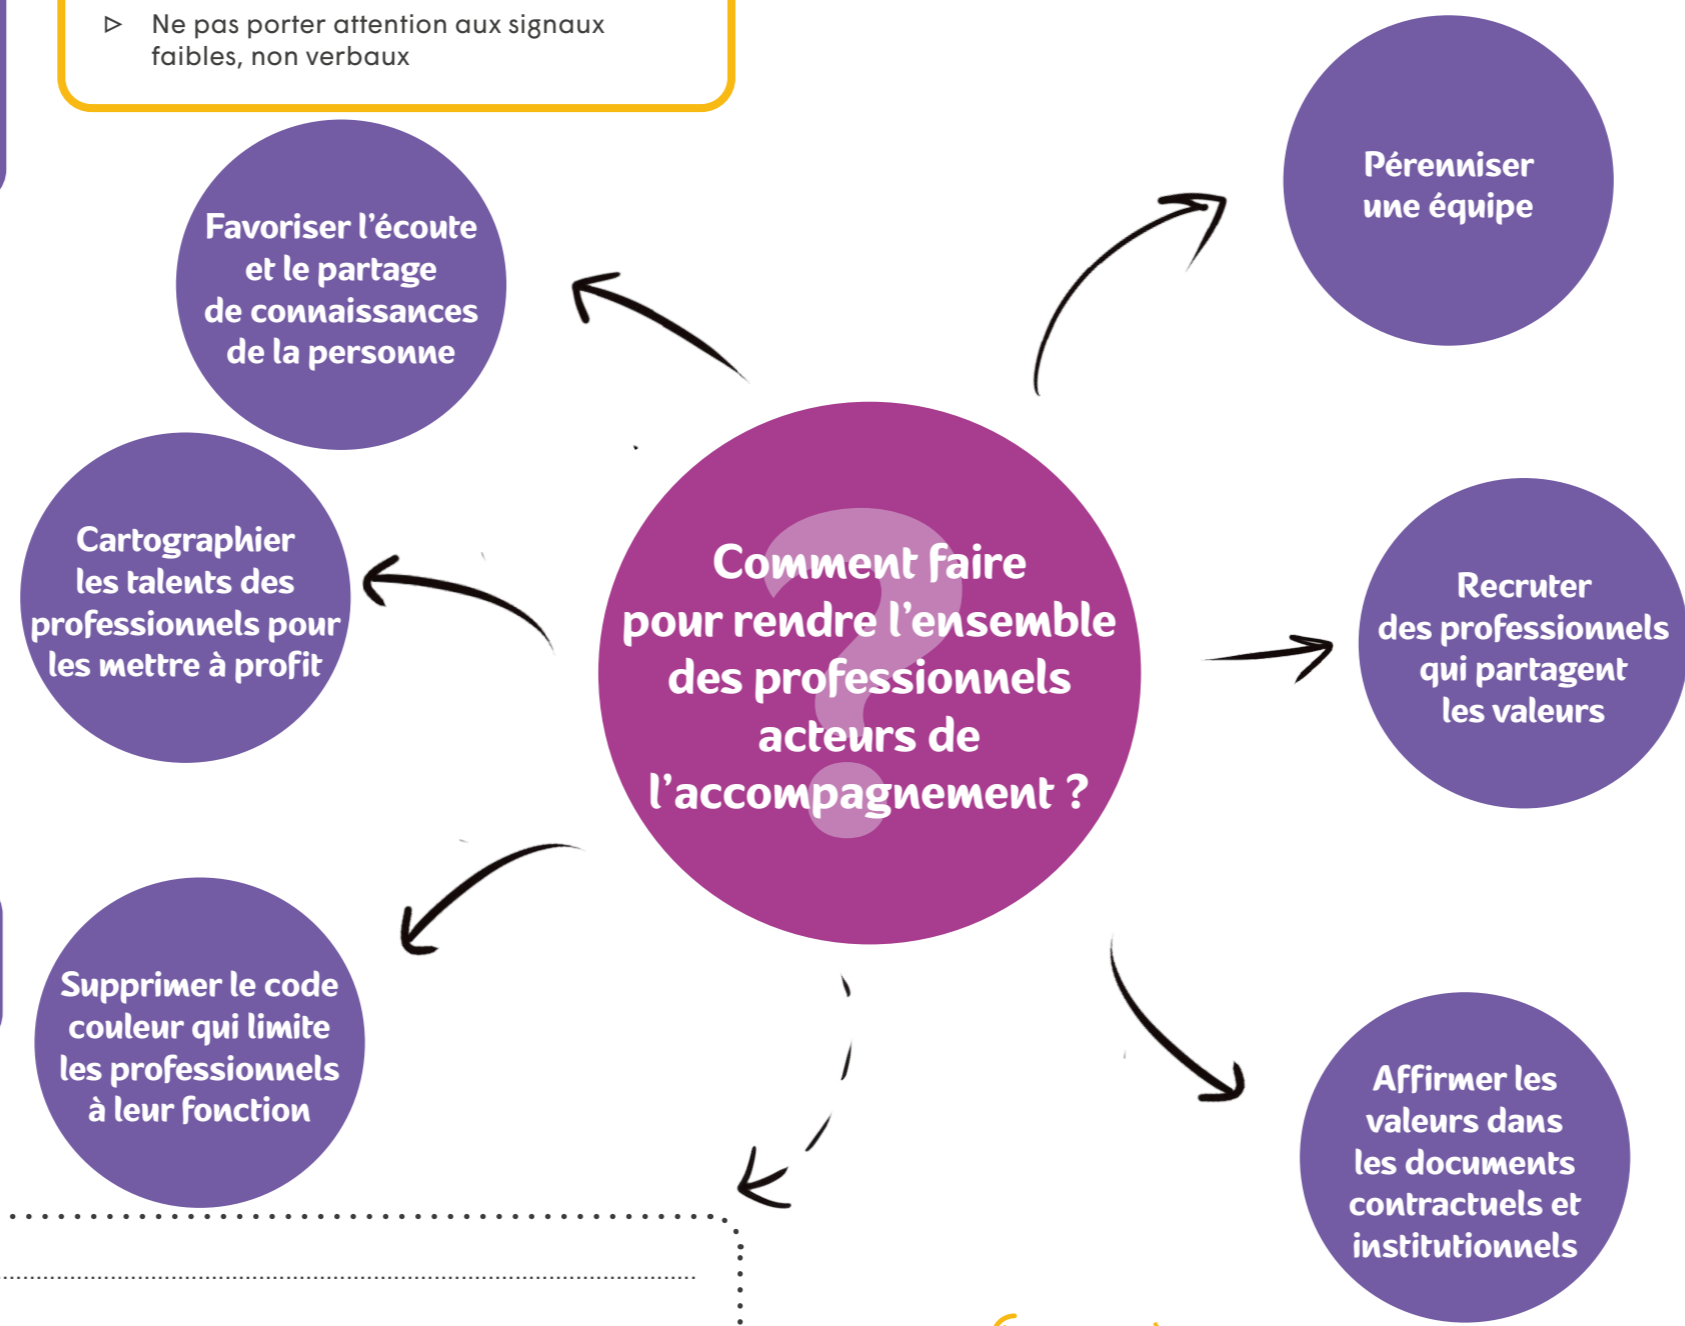 Ne pas porter attention aux signaux
faibles, non verbaux
Favoriser l'écoute
et le partage
de connaissances
de la personne
Pérenniser
une équipe
Cartographier
les talents des
professionnels pour
les mettre à profit
?
Comment faire
pour rendre l'ensemble
des professionnels
acteurs de
l'accompagnement ?
Recruter
des professionnels
qui partagent
les valeurs
Supprimer le code
couleur qui limite
les professionnels
à leur fonction
Affirmer les
valeurs dans
les documents
contractuels et
institutionnels